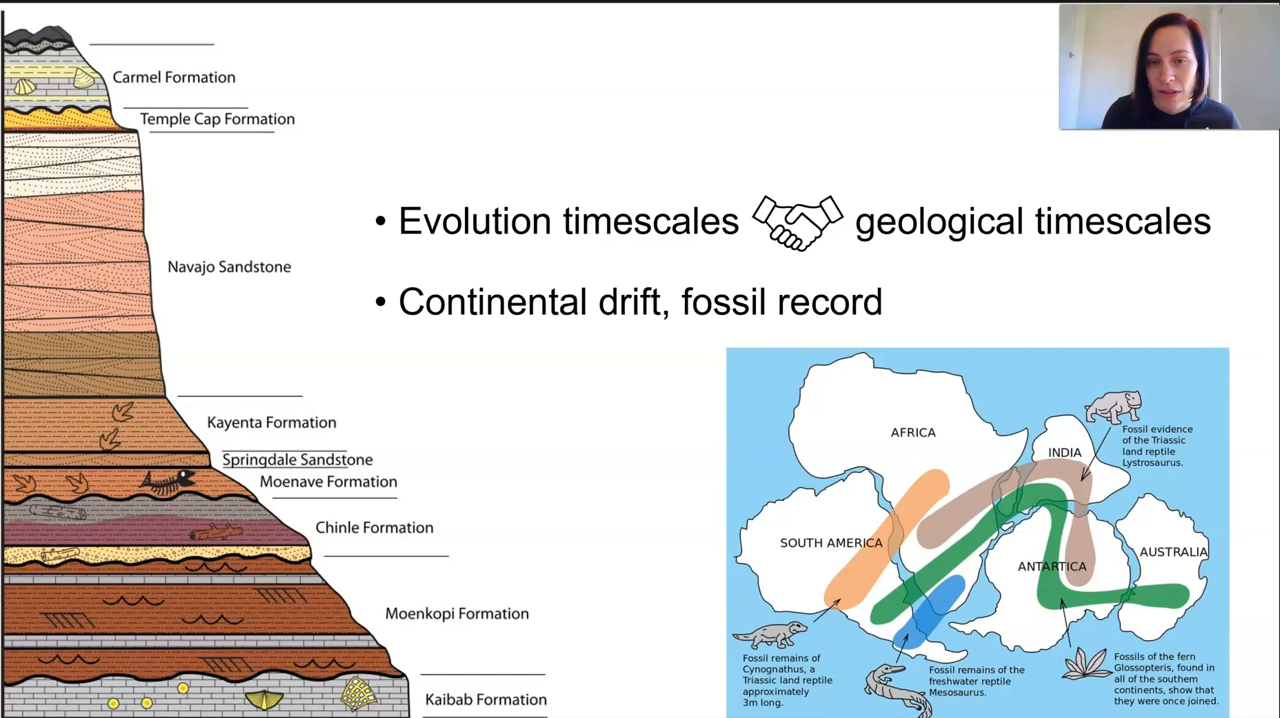 Carmel Formation
Temple Cap Formation
Navajo Sandstone
Kayenta Formation
Springdale Sandstone
Moenave Formation
Chinle Formation
Moenkopi Formation
Kaibab Formation
• Evolution timescales geological timescales
• Continental drift, fossil record
AFRICA
INDIA
SOUTH AMERICA
ANTARTICA
AUSTRALIA
Fossil evidence
of the Triassic
land reptile
Lystrosaurus.
Fossil remains of
Cynognathus, a
Triassic land reptile
approximately
3m long.
Fossil remains of the
freshwater reptile
Mesosaurus.
Fossils of the fern
Glossopteris, found in
all of the southern
continents, show that
they were once joined.